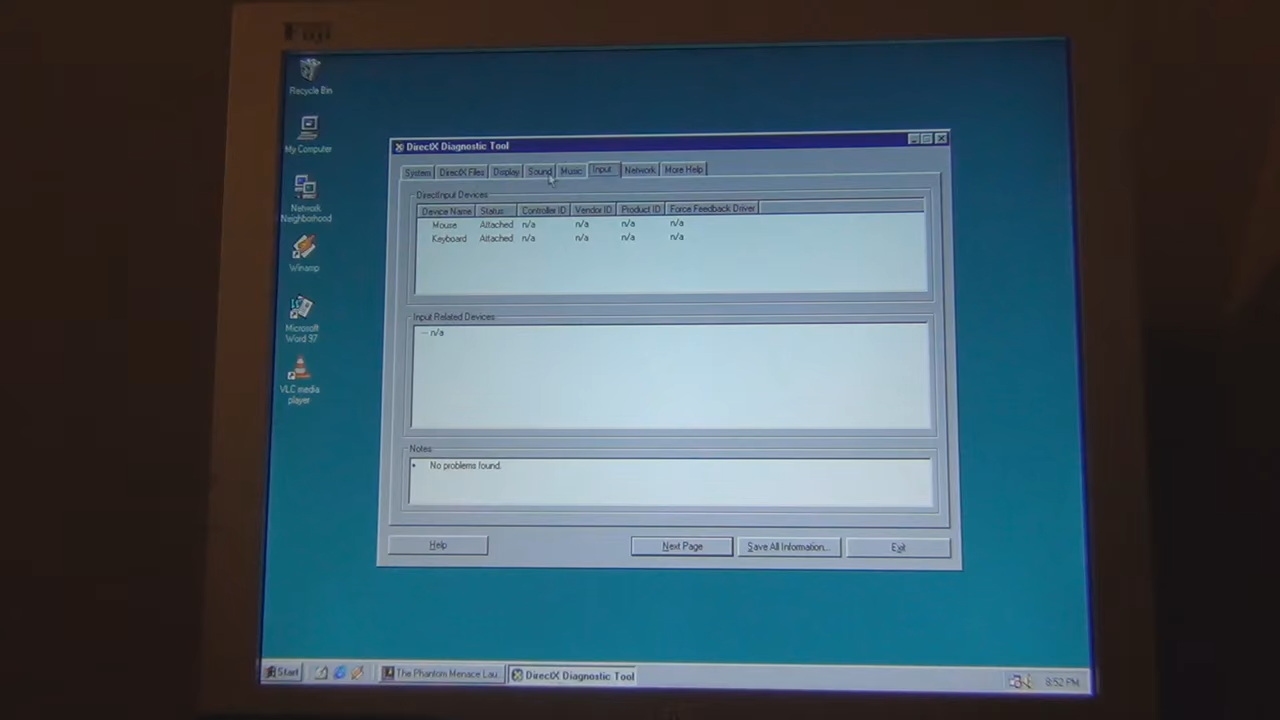 Recycle Bin
My Computer
Network
Neighborhood
Winamp
Microsoft
Word 97
VLC media
player
DirectX Diagnostic Tool
System DirectX Files Display Sound Music Input Network More Help
DirectInput Devices
Device Name Status Controller ID Vendor ID Product ID Force Feedback Driver
Mouse Attached n/a n/a n/a n/a
Keyboard Attached n/a n/a n/a n/a
Input Related Devices
n/a
Notes
• No problems found.
Help Next Page Save All Information... Exit
Start The Phantom Menace Lau... DirectX Diagnostic Tool 8:52 PM